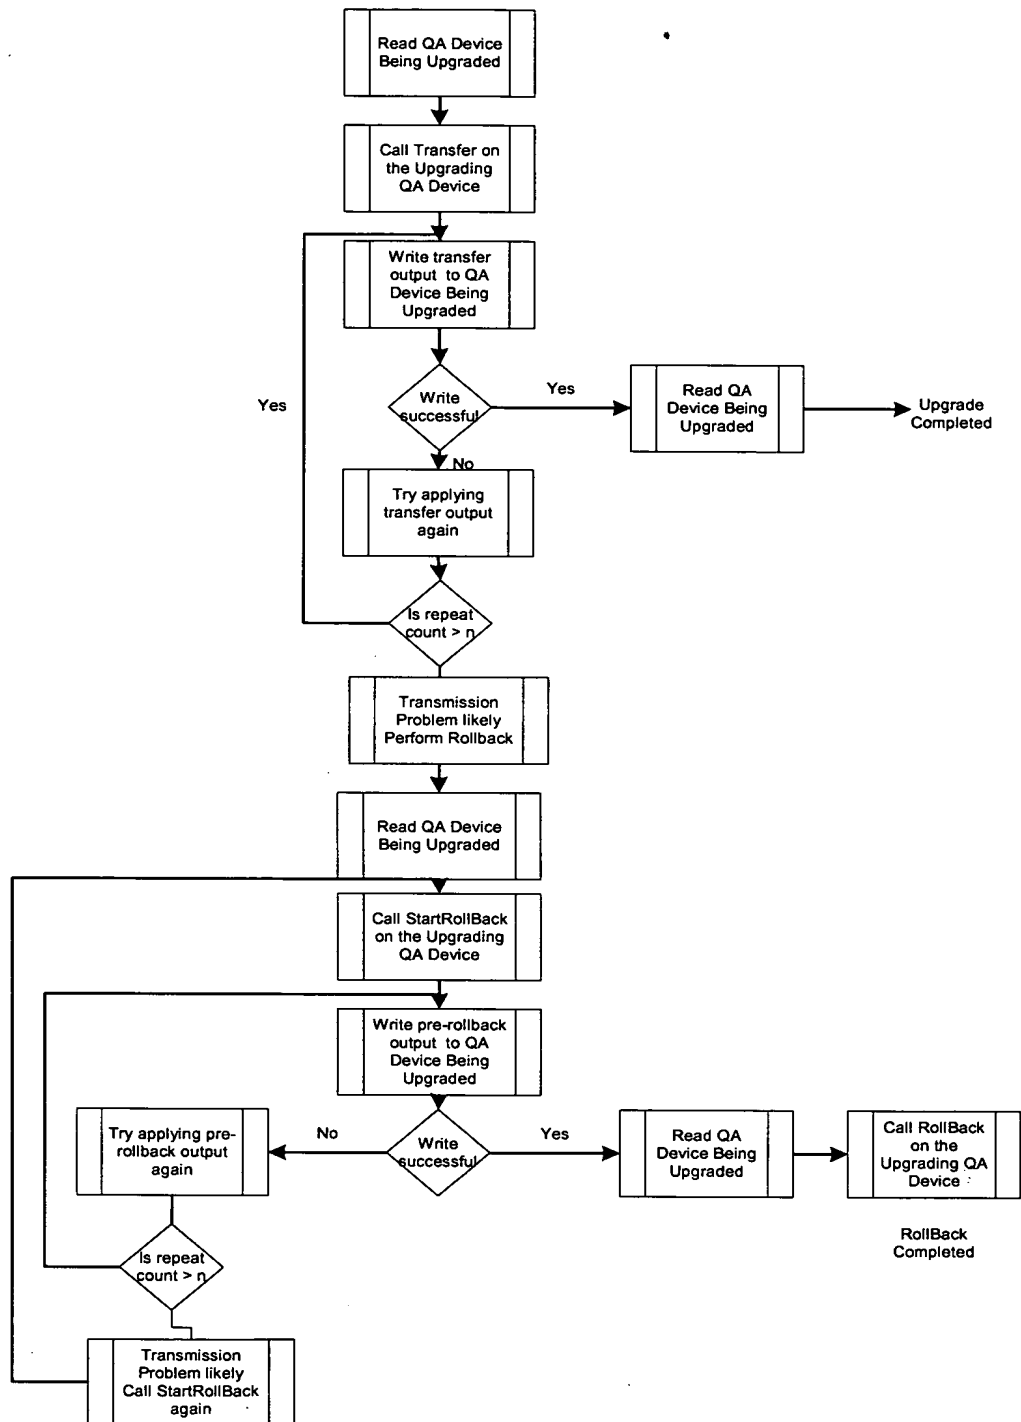 Read QA Device
Being Upgraded
Call Transfer on
the Upgrading
QA Device
Write transfer
output to QA
Device Being
Upgraded
Yes
Write
successful
Yes
Read QA
Device Being
Upgraded
Upgrade
Completed
No
Try applying
transfer output
again
Is repeat
count > n
Transmission
Problem likely
Perform Rollback
Read QA Device
Being Upgraded
Call StartRollBack
on the Upgrading
QA Device
Write pre-rollback
output to QA
Device Being
Upgraded
Try applying pre-
rollback output
again
No
Write
successful
Yes
Read QA
Device Being
Upgraded
Call RollBack
on the
Upgrading QA
Device
RollBack
Completed
Is repeat
count > n
Transmission
Problem likely
Call StartRollBack
again